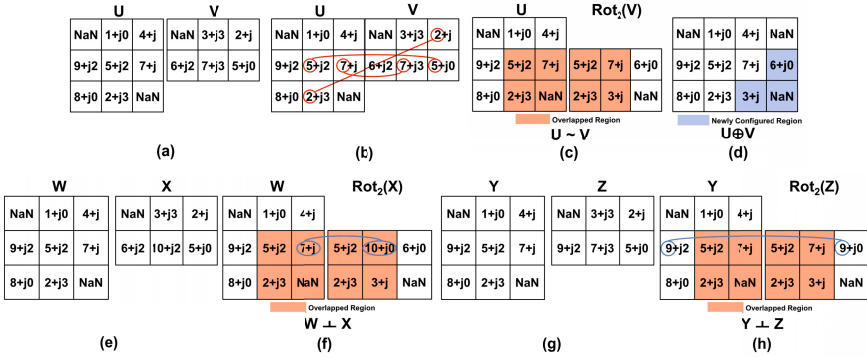 U V
NaN 1+j0 4+j NaN 3+j3 2+j
9+j2 5+j2 7+j 6+j2 7+j3 5+j0
8+j0 2+j3 NaN
(a)
U V
NaN 1+j0 4+j NaN 3+j3 2+j
9+j2 5+j2 7+j 6+j2 7+j3 5+j0
8+j0 2+j3 NaN
(b)
U Rot₂(V)
NaN 1+j0 4+j
9+j2 5+j2 7+j 5+j2 7+j 6+j0
8+j0 2+j3 NaN 2+j3 3+j NaN
Overlapped Region
U ~ V
(c)
NaN 1+j0 4+j NaN
9+j2 5+j2 7+j 6+j0
8+j0 2+j3 3+j NaN
Newly Configured Region
U⊕V
(d)
W X
NaN 1+j0 4+j NaN 3+j3 2+j
9+j2 5+j2 7+j 6+j2 10+j2 5+j0
8+j0 2+j3 NaN
(e)
W Rot₂(X)
NaN 1+j0 4+j
9+j2 5+j2 7+j 5+j2 10+j0 6+j0
8+j0 2+j3 NaN 2+j3 3+j NaN
Overlapped Region
W ⊥ X
(f)
Y Z
NaN 1+j0 4+j NaN 3+j3 2+j
9+j2 5+j2 7+j 9+j2 7+j3 5+j0
8+j0 2+j3 NaN
(g)
Y Rot₂(Z)
NaN 1+j0 4+j
9+j2 5+j2 7+j 5+j2 7+j 9+j0
8+j0 2+j3 NaN 2+j3 3+j NaN
Overlapped Region
Y ⊥ Z
(h)